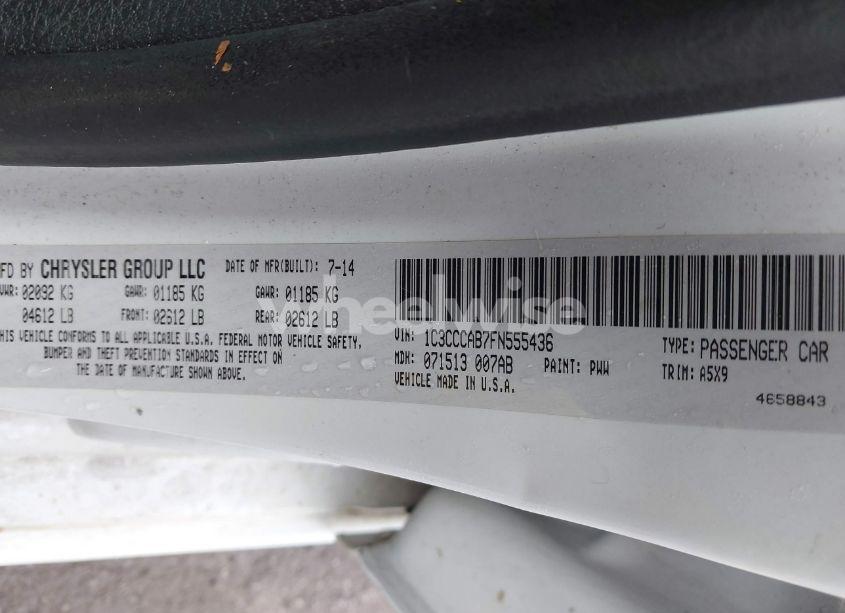 FD BY CHRYSLER GROUP LLC DATE OF MFR(BUILT): 7-14
VWR: 02092 KG GAWR: 01185 KG GAWR: 01185 KG
04612 LB FRONT: 02612 LB REAR: 02612 LB
THIS VEHICLE CONFORMS TO ALL APPLICABLE U.S.A. FEDERAL MOTOR VEHICLE SAFETY,
BUMPER AND THEFT PREVENTION STANDARDS IN EFFECT ON
THE DATE OF MANUFACTURE SHOWN ABOVE.
VIN: 1C3CCCAB7FN555436 TYPE: PASSENGER CAR
MDH: 071513 007AB PAINT: PWW TRIM: A5X9
VEHICLE MADE IN U.S.A.
4658843
wheelwise